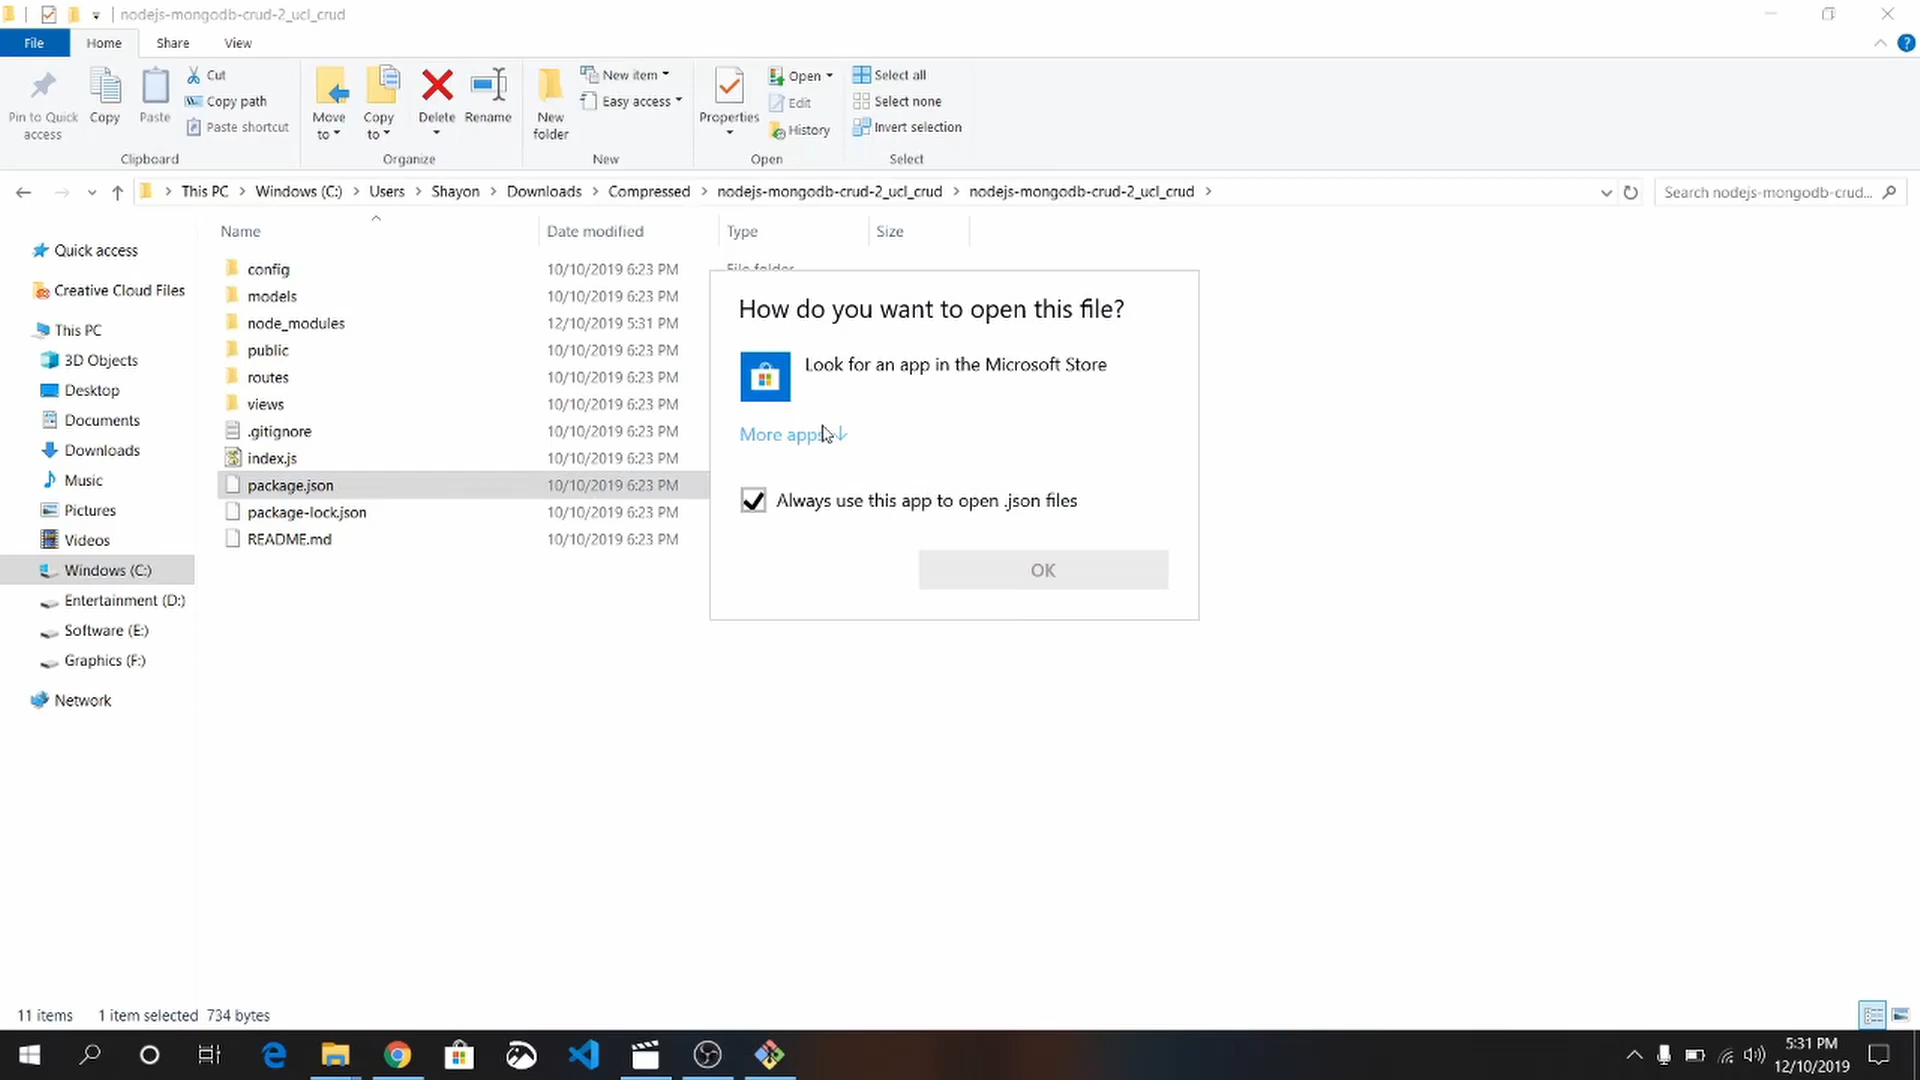 nodejs-mongodb-crud-2_ucl_crud
File Home Share View
Pin to Quick access
Copy
Paste
Cut
Copy path
Paste shortcut
Clipboard
Move to
Copy to
Delete
Rename
Organize
New folder
New item
Easy access
New
Properties
Open
Edit
History
Open
Select all
Select none
Invert selection
Select
This PC Windows (C:) Users Shayon Downloads Compressed nodejs-mongodb-crud-2_ucl_crud nodejs-mongodb-crud-2_ucl_crud
Search nodejs-mongodb-crud...
Quick access
Creative Cloud Files
This PC
3D Objects
Desktop
Documents
Downloads
Music
Pictures
Videos
Windows (C:)
Entertainment (D:)
Software (E:)
Graphics (F:)
Network
Name Date modified Type Size
config 10/10/2019 6:23 PM File folder
models 10/10/2019 6:23 PM
node_modules 12/10/2019 5:31 PM
public 10/10/2019 6:23 PM
routes 10/10/2019 6:23 PM
views 10/10/2019 6:23 PM
.gitignore 10/10/2019 6:23 PM
index.js 10/10/2019 6:23 PM
package.json 10/10/2019 6:23 PM
package-lock.json 10/10/2019 6:23 PM
README.md 10/10/2019 6:23 PM
How do you want to open this file?
Look for an app in the Microsoft Store
More apps
Always use this app to open .json files
OK
11 items 1 item selected 734 bytes
5:31 PM
12/10/2019